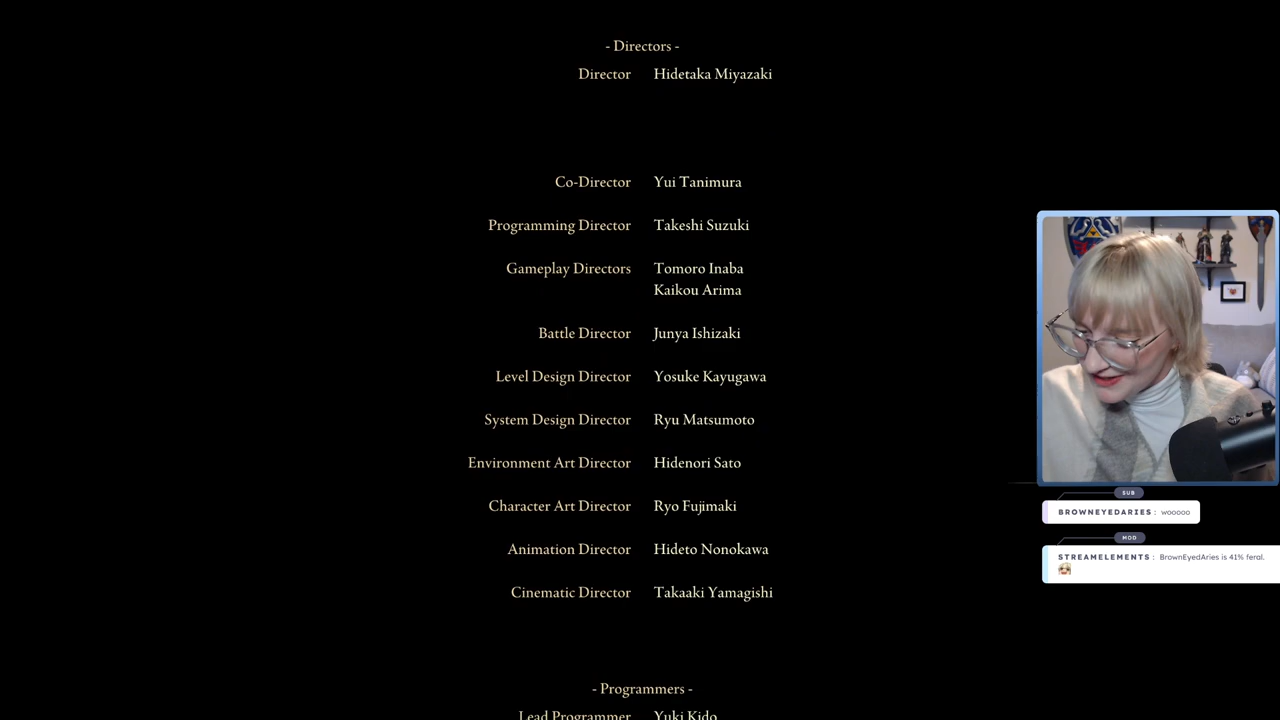 - Directors -
Director Hidetaka Miyazaki
Co-Director Yui Tanimura
Programming Director Takeshi Suzuki
Gameplay Directors Tomoro Inaba
Kaikou Arima
Battle Director Junya Ishizaki
Level Design Director Yosuke Kayugawa
System Design Director Ryu Matsumoto
Environment Art Director Hidenori Sato
Character Art Director Ryo Fujimaki
Animation Director Hideto Nonokawa
Cinematic Director Takaaki Yamagishi
- Programmers -
Lead Programmer Yuki Kido
SUB
BROWNEYEDARIES : wooooo
MOD
STREAMELEMENTS : BrownEyedAries is 41% feral.